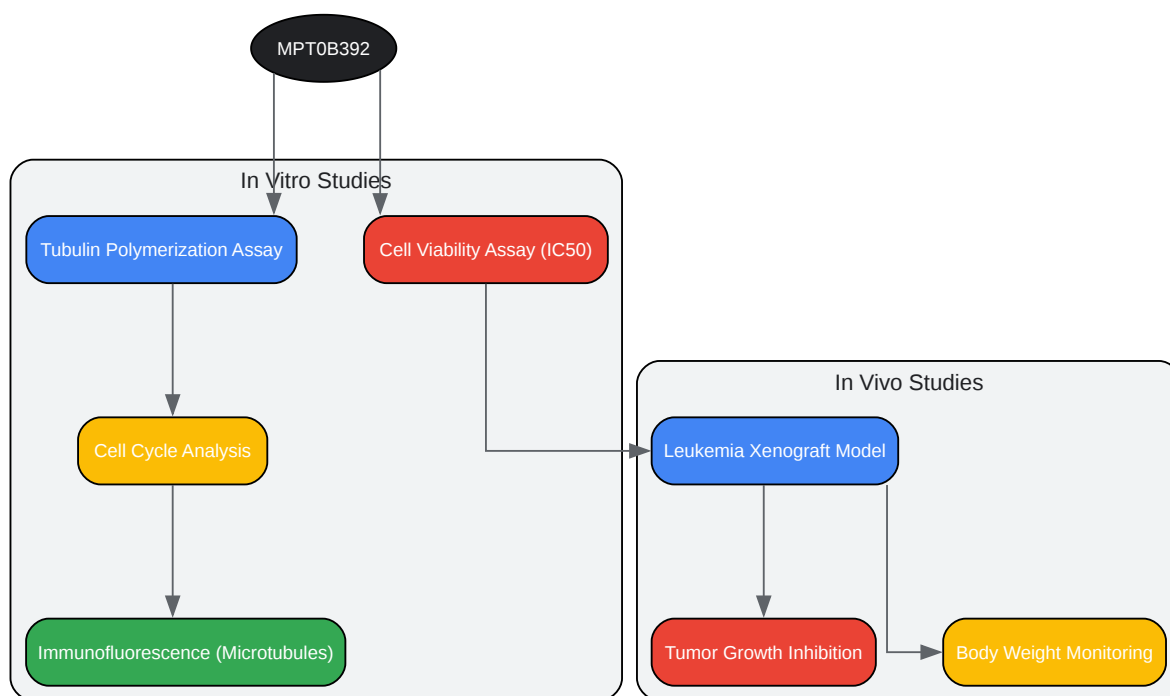 MPT0B392
In Vitro Studies
Tubulin Polymerization Assay
Cell Viability Assay (IC50)
In Vivo Studies
Cell Cycle Analysis
Leukemia Xenograft Model
Immunofluorescence (Microtubules)
Tumor Growth Inhibition
Body Weight Monitoring